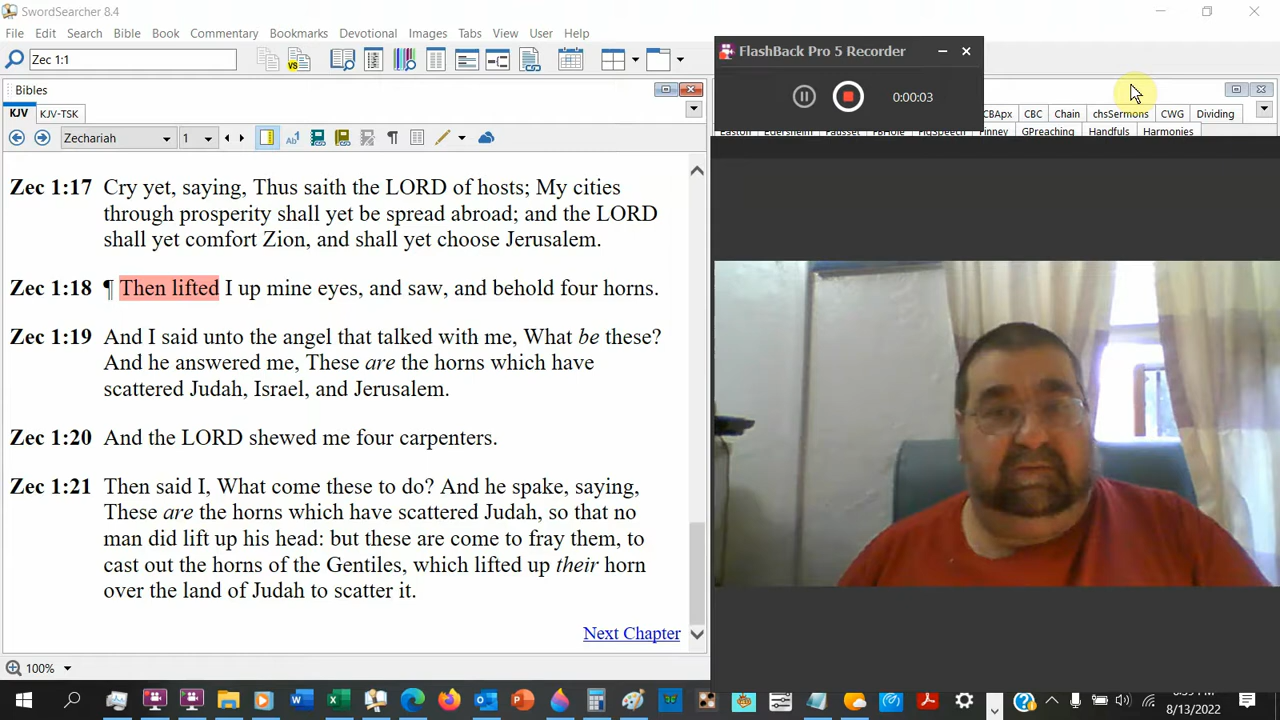 SwordSearcher 8.4
File Edit Search Bible Book Commentary Bookmarks Devotional Images Tabs View User Help
Zec 1:1
FlashBack Pro 5 Recorder
0:00:03
Bibles
KJV KJV-TSK
CBApx CBC Chain chsSermons CWG Dividing
Easton Edersheim Fausset FBHole FigSpeech Finney GPreaching Handfuls Harmonies
Zechariah 1
Zec 1:17 Cry yet, saying, Thus saith the LORD of hosts; My cities
through prosperity shall yet be spread abroad; and the LORD
shall yet comfort Zion, and shall yet choose Jerusalem.
Zec 1:18 ¶ Then lifted I up mine eyes, and saw, and behold four horns.
Zec 1:19 And I said unto the angel that talked with me, What be these?
And he answered me, These are the horns which have
scattered Judah, Israel, and Jerusalem.
Zec 1:20 And the LORD shewed me four carpenters.
Zec 1:21 Then said I, What come these to do? And he spake, saying,
These are the horns which have scattered Judah, so that no
man did lift up his head: but these are come to fray them, to
cast out the horns of the Gentiles, which lifted up their horn
over the land of Judah to scatter it.
Next Chapter
100%
8/13/2022